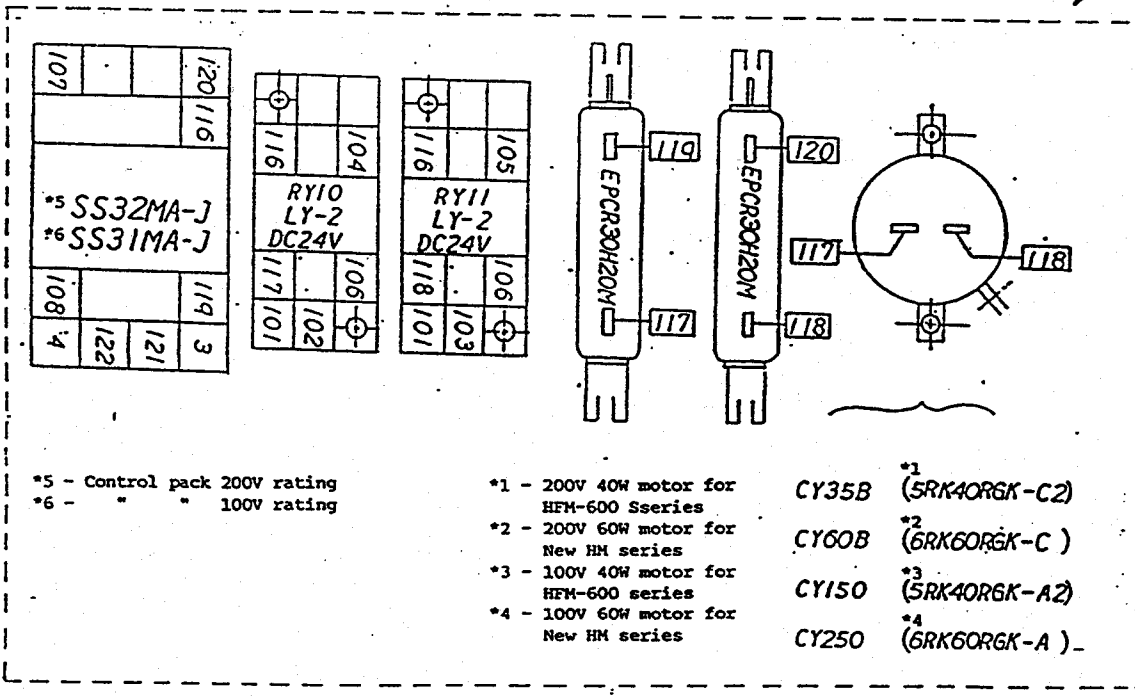 107
120
116
*5 SS32MA-J
*6 SS31MA-J
108
119
4
122
121
3
116
104
RY10
LY-2
DC24V
117
106
101
102
116
105
RY11
LY-2
DC24V
118
106
101
103
119
EPCR30H20M
117
120
EPCR30H20M
118
117
118
*5 - Control pack 200V rating
*6 - " " 100V rating
*1 - 200V 40W motor for
HFM-600 Sseries
*2 - 200V 60W motor for
New HM series
*3 - 100V 40W motor for
HFM-600 series
*4 - 100V 60W motor for
New HM series
CY35B (5RK40RGK-C2) *1
CY60B (6RK60RGK-C ) *2
CY150 (5RK40RGK-A2) *3
CY250 (6RK60RGK-A ) *4